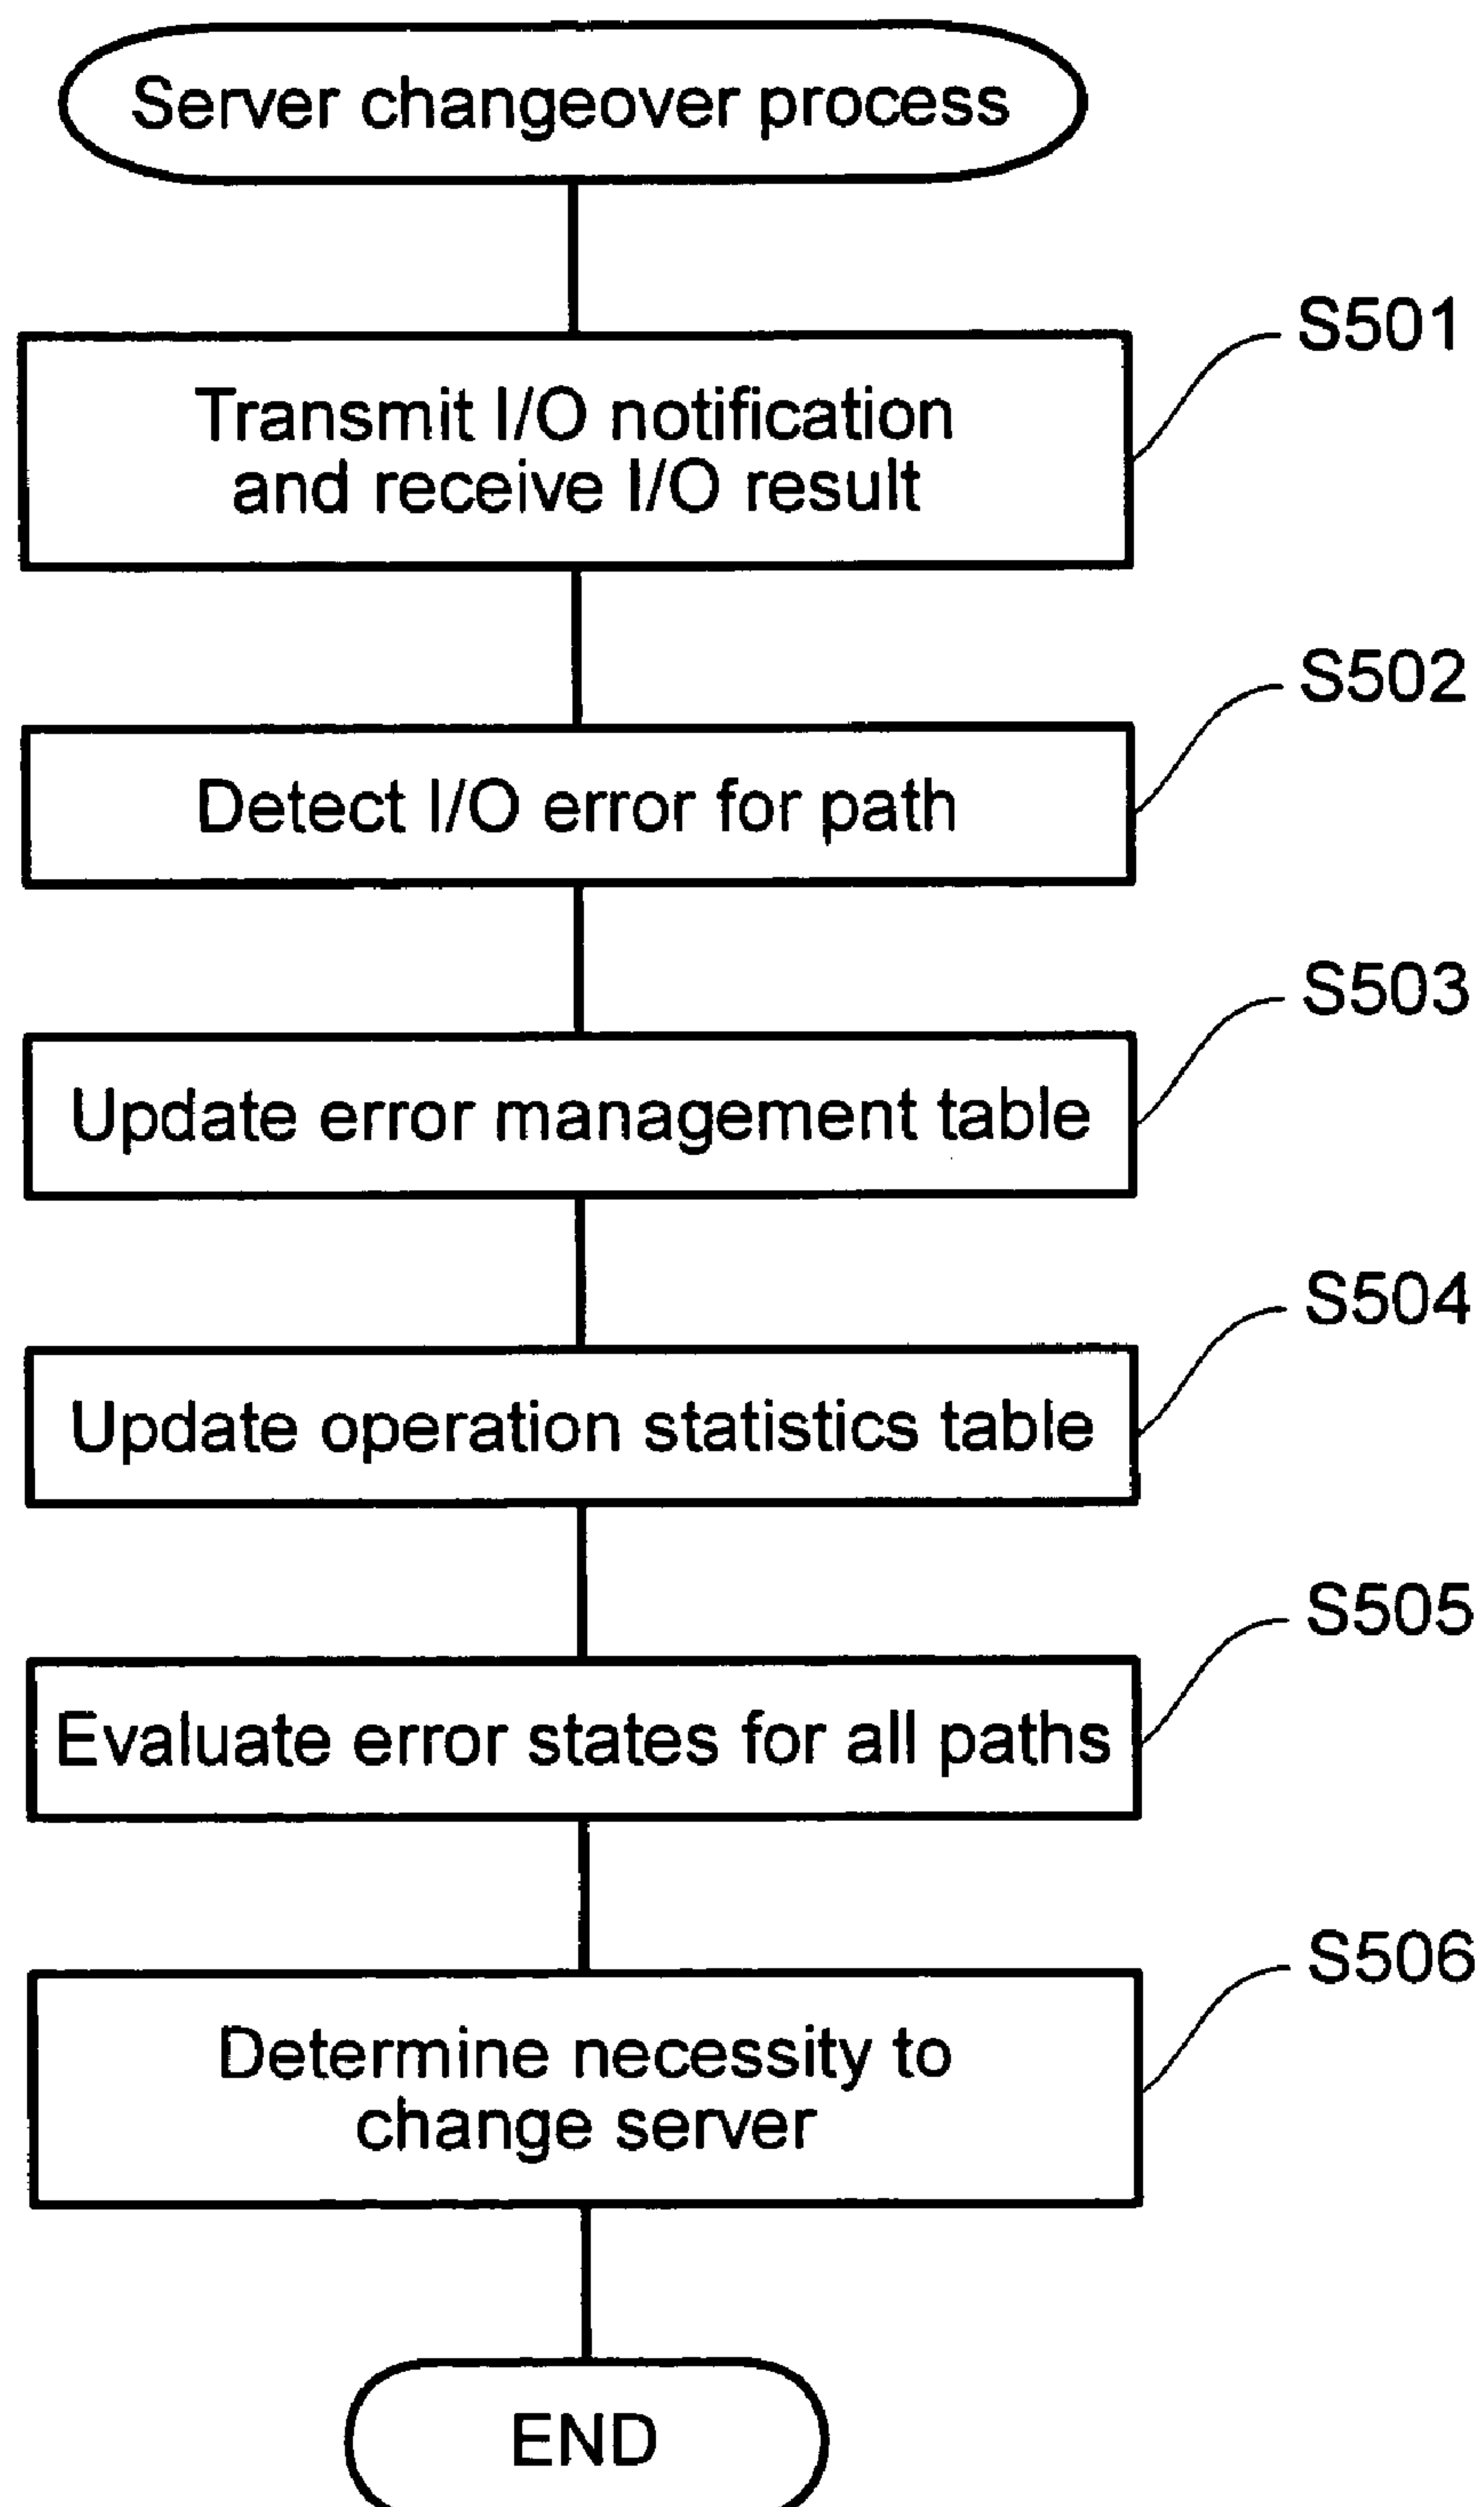 Server changeover process
S501
Transmit I/O notification
and receive I/O result
S502
Detect I/O error for path
S503
Update error management table
S504
Update operation statistics table
S505
Evaluate error states for all paths
S506
Determine necessity to
change server
END